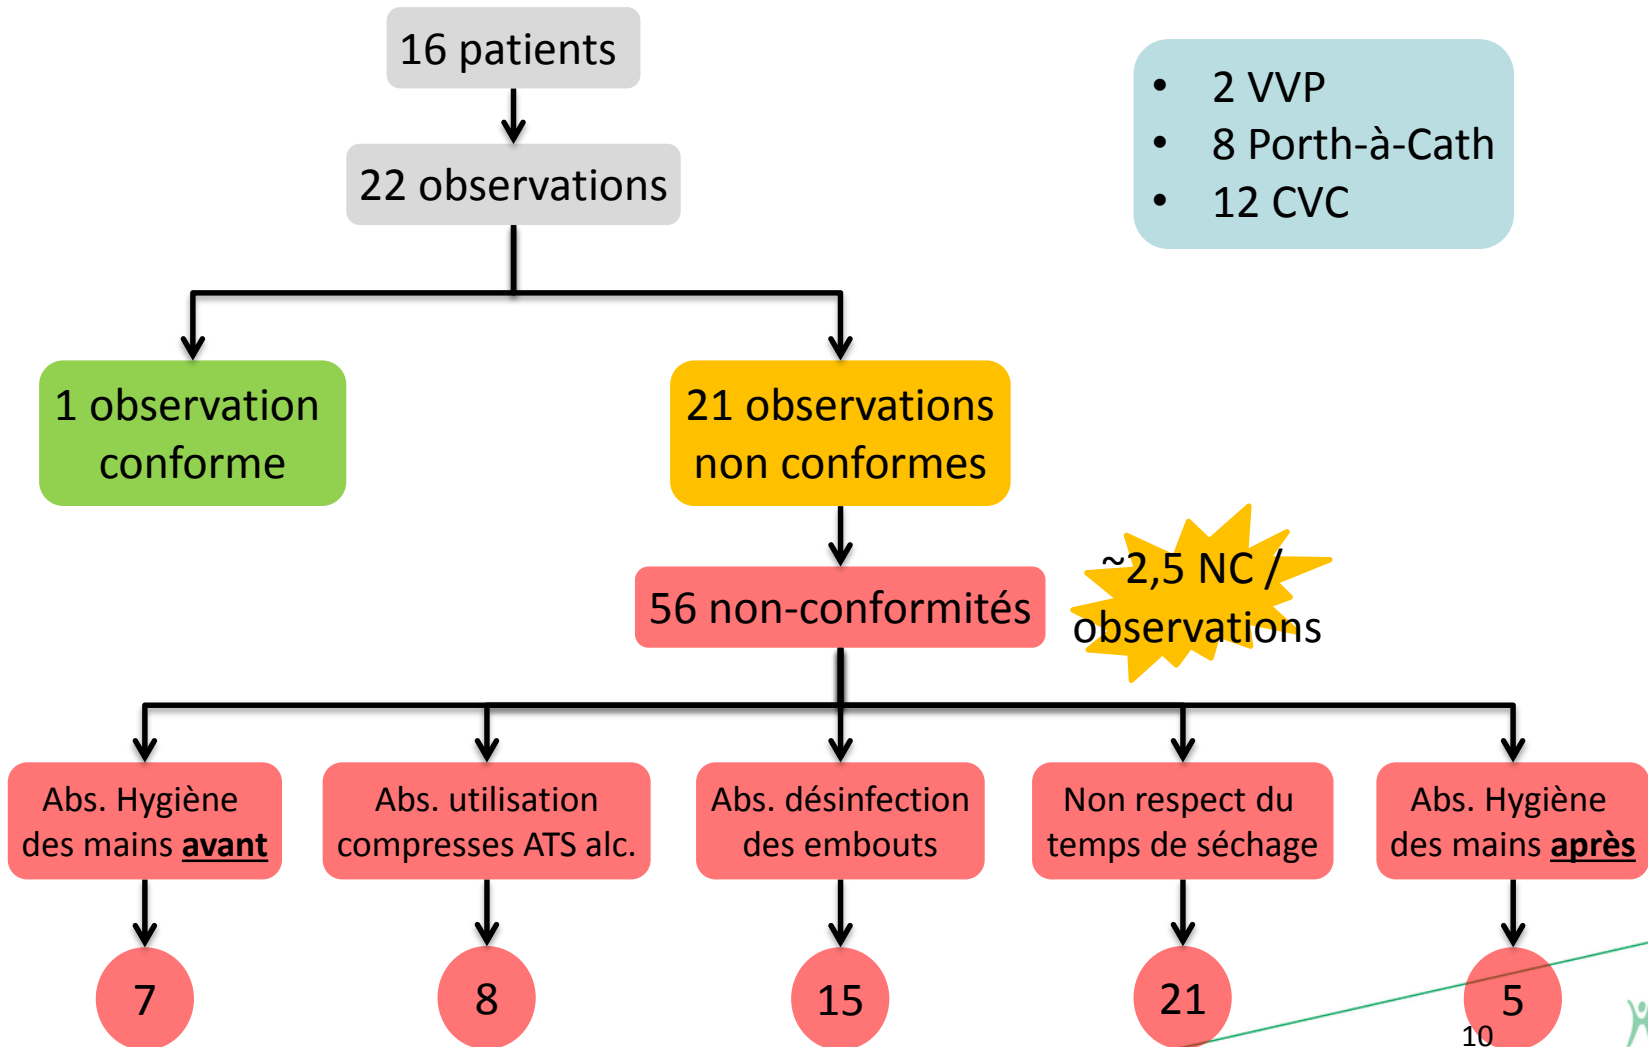 16 patients
• 2 VVP
• 8 Porth-à-Cath
• 12 CVC
22 observations
1 observation
conforme
21 observations
non conformes
56 non-conformités
~2,5 NC /
observations
Abs. Hygiène
des mains avant
Abs. utilisation
compresses ATS alc.
Abs. désinfection
des embouts
Non respect du
temps de séchage
Abs. Hygiène
des mains après
7
8
15
21
5
10